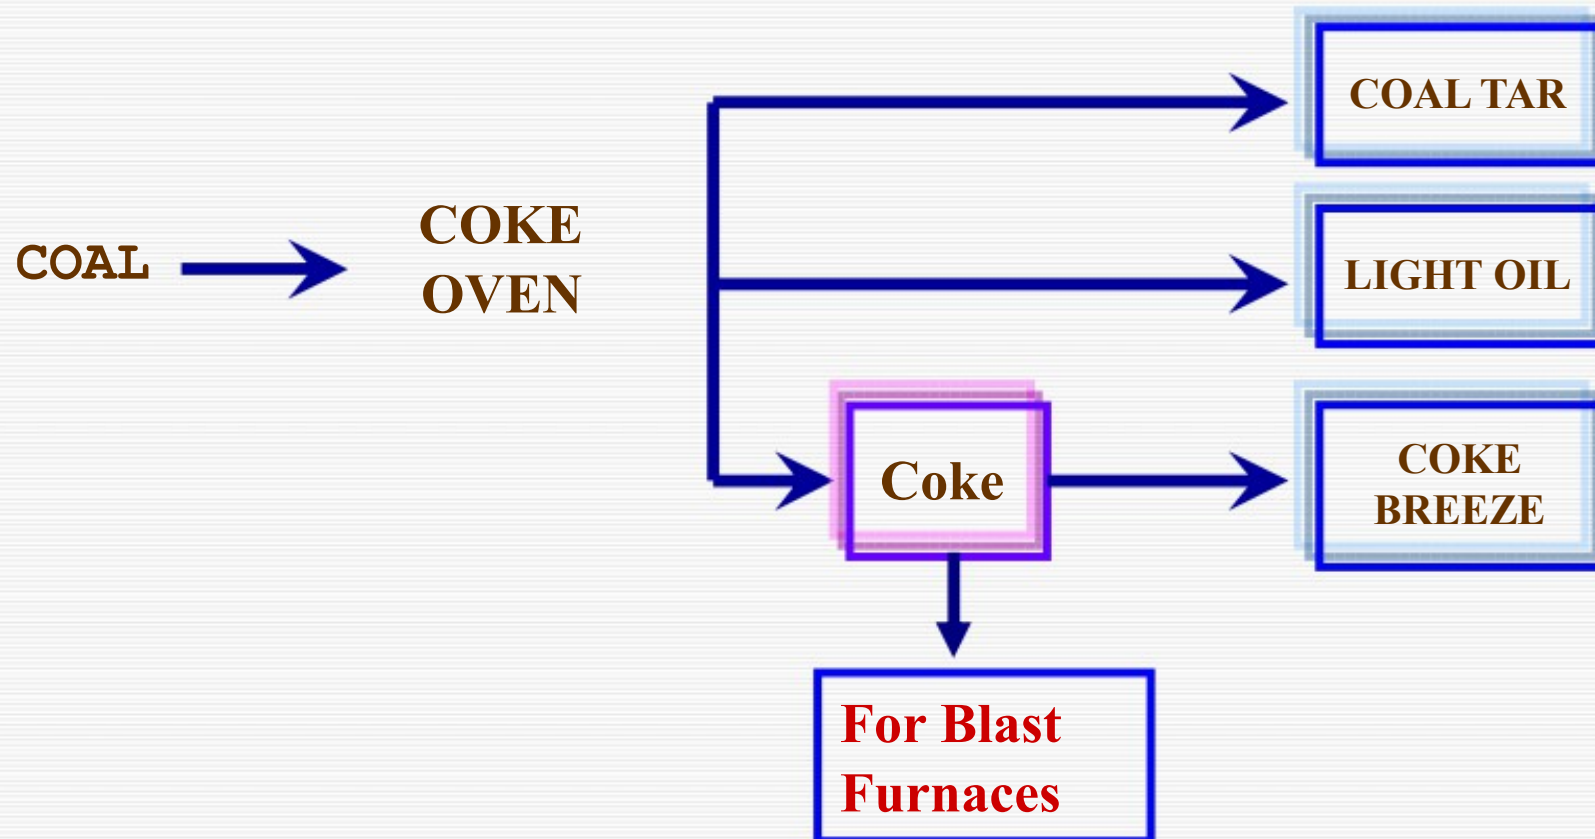 COAL
COKE
OVEN
COAL TAR
LIGHT OIL
Coke
COKE
BREEZE
For Blast
Furnaces